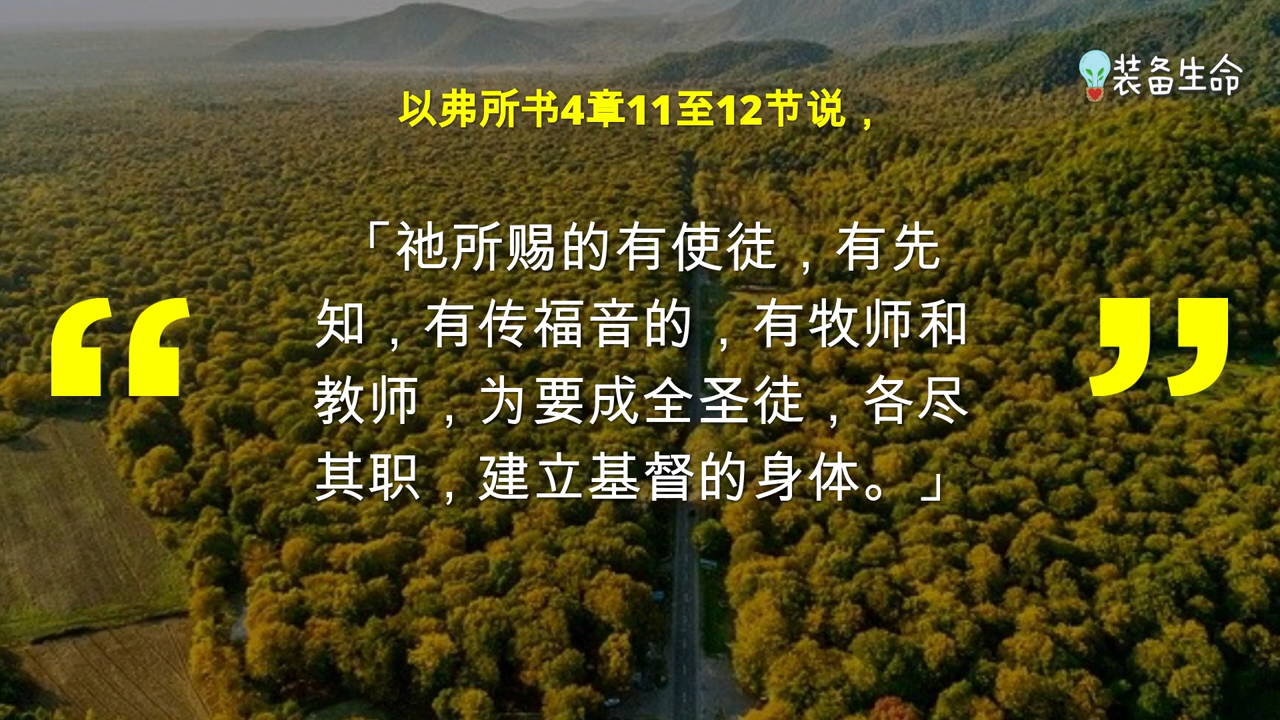 装备生命
以弗所书4章11至12节说，
「祂所赐的有使徒，有先
知，有传福音的，有牧师和
教师，为要成全圣徒，各尽
其职，建立基督的身体。」